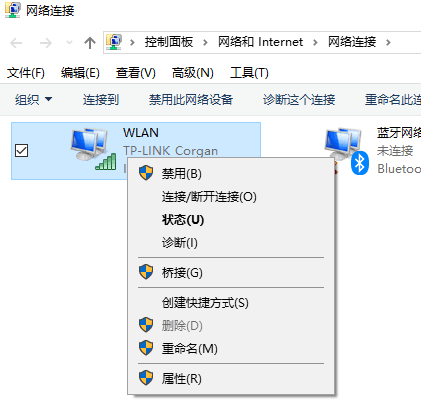 网络连接
控制面板 › 网络和 Internet › 网络连接 ›
文件(F) 编辑(E) 查看(V) 高级(N) 工具(T)
组织 连接到 禁用此网络设备 诊断这个连接 重命名此连
WLAN
TP-LINK Corgan
蓝牙网络
未连接
Bluetoo
禁用(B)
连接/断开连接(O)
状态(U)
诊断(I)
桥接(G)
创建快捷方式(S)
删除(D)
重命名(M)
属性(R)